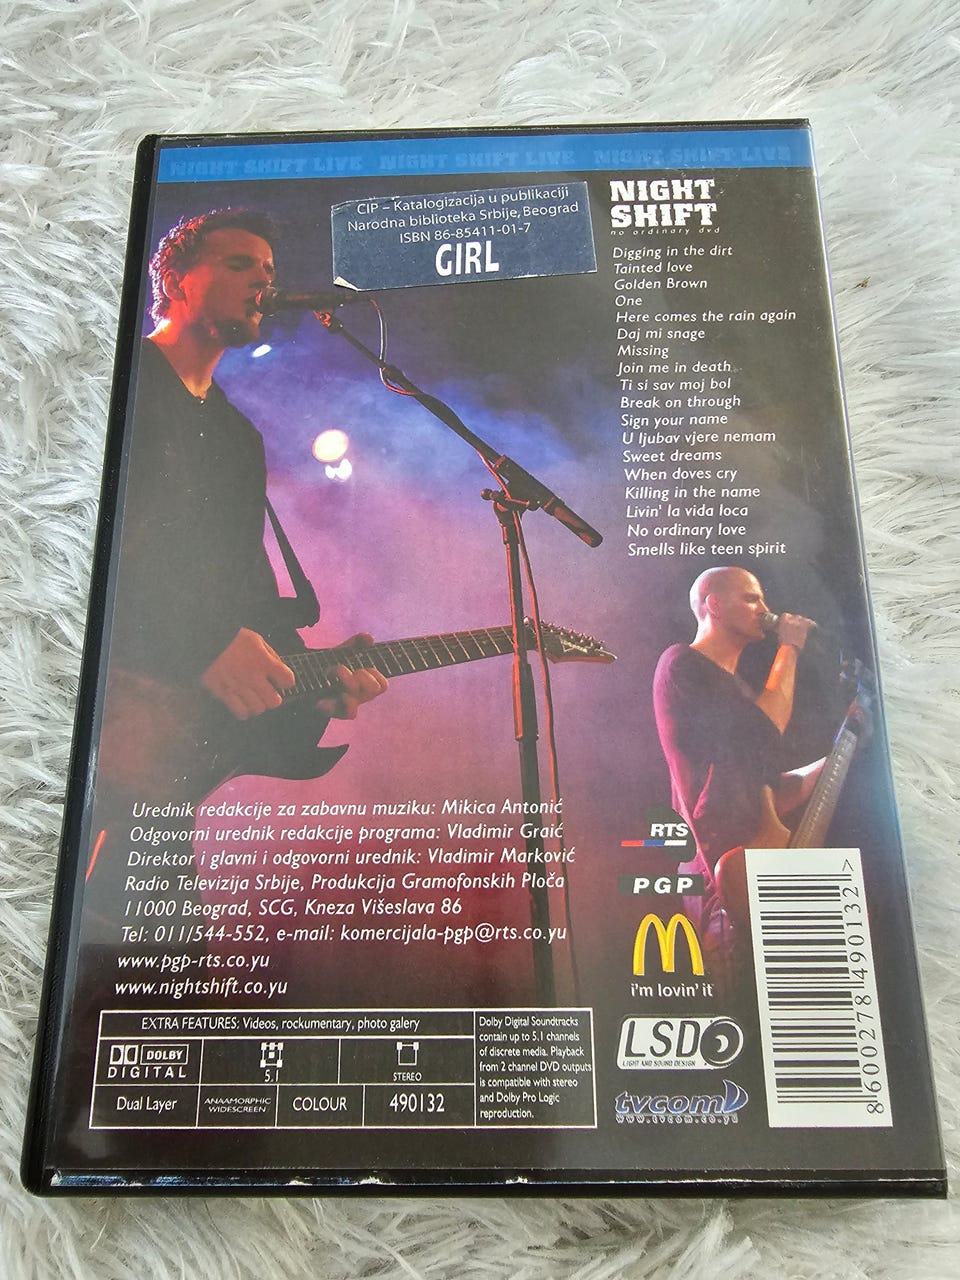 NIGHT SHIFT LIVE NIGHT SHIFT LIVE NIGHT SHIFT LIVE
CIP – Katalogizacija u publikaciji
Narodna biblioteka Srbije, Beograd
ISBN 86-85411-01-7
GIRL
NIGHT
SHIFT
no ordinary dvd
Digging in the dirt
Tainted love
Golden Brown
One
Here comes the rain again
Daj mi snage
Missing
Join me in death
Ti si sav moj bol
Break on through
Sign your name
U ljubav vjere nemam
Sweet dreams
When doves cry
Killing in the name
Livin' la vida loca
No ordinary love
Smells like teen spirit
Urednik redakcije za zabavnu muziku: Mikica Antonić
Odgovorni urednik redakcije programa: Vladimir Graić
Direktor i glavni i odgovorni urednik: Vladimir Marković
Radio Televizija Srbije, Produkcija Gramofonskih Ploča
11000 Beograd, SCG, Kneza Višeslava 86
Tel: 011/544-552, e-mail: komercijala-pgp@rts.co.yu
www.pgp-rts.co.yu
www.nightshift.co.yu
RTS
PGP
i'm lovin' it
LSD
LIGHT AND SOUND DESIGN
tvcom
www.tvcom.co.yu
8600278490132>
EXTRA FEATURES: Videos, rockumentary, photo galery
DOLBY
DIGITAL
5.1
STEREO
Dual Layer
ANAAMORPHIC
WIDESCREEN
COLOUR
490132
Dolby Digital Soundtracks
contain up to 5.1 channels
of discrete media. Playback
from 2 channel DVD outputs
is compatible with stereo
and Dolby Pro Logic
reproduction.